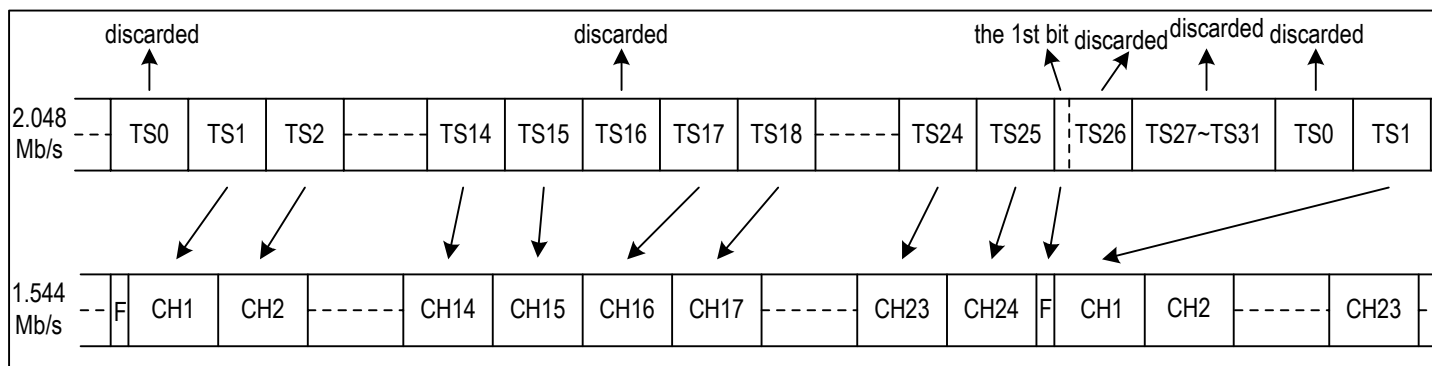 discarded discarded the 1st bit discarded discarded discarded
2.048 Mb/s TS0 TS1 TS2 TS14 TS15 TS16 TS17 TS18 TS24 TS25 TS26 TS27~TS31 TS0 TS1
1.544 Mb/s F CH1 CH2 CH14 CH15 CH16 CH17 CH23 CH24 F CH1 CH2 CH23